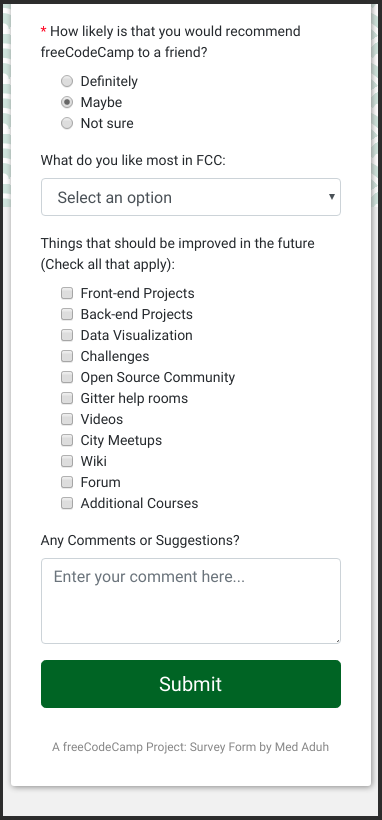 * How likely is that you would recommend
freeCodeCamp to a friend?
Definitely
Maybe
Not sure
What do you like most in FCC:
Select an option
Things that should be improved in the future
(Check all that apply):
Front-end Projects
Back-end Projects
Data Visualization
Challenges
Open Source Community
Gitter help rooms
Videos
City Meetups
Wiki
Forum
Additional Courses
Any Comments or Suggestions?
Enter your comment here...
Submit
A freeCodeCamp Project: Survey Form by Med Aduh